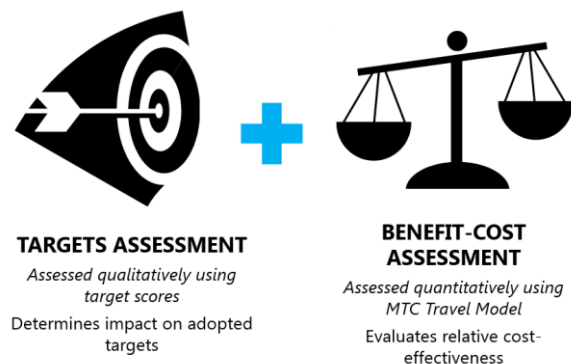 TARGETS ASSESSMENT
Assessed qualitatively using
target scores
Determines impact on adopted
targets
BENEFIT-COST
ASSESSMENT
Assessed quantitatively using
MTC Travel Model
Evaluates relative cost-
effectiveness